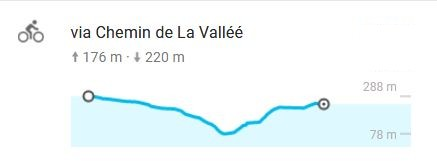 via Chemin de La Valléé
↑ 176 m · ↓ 220 m
288 m
78 m